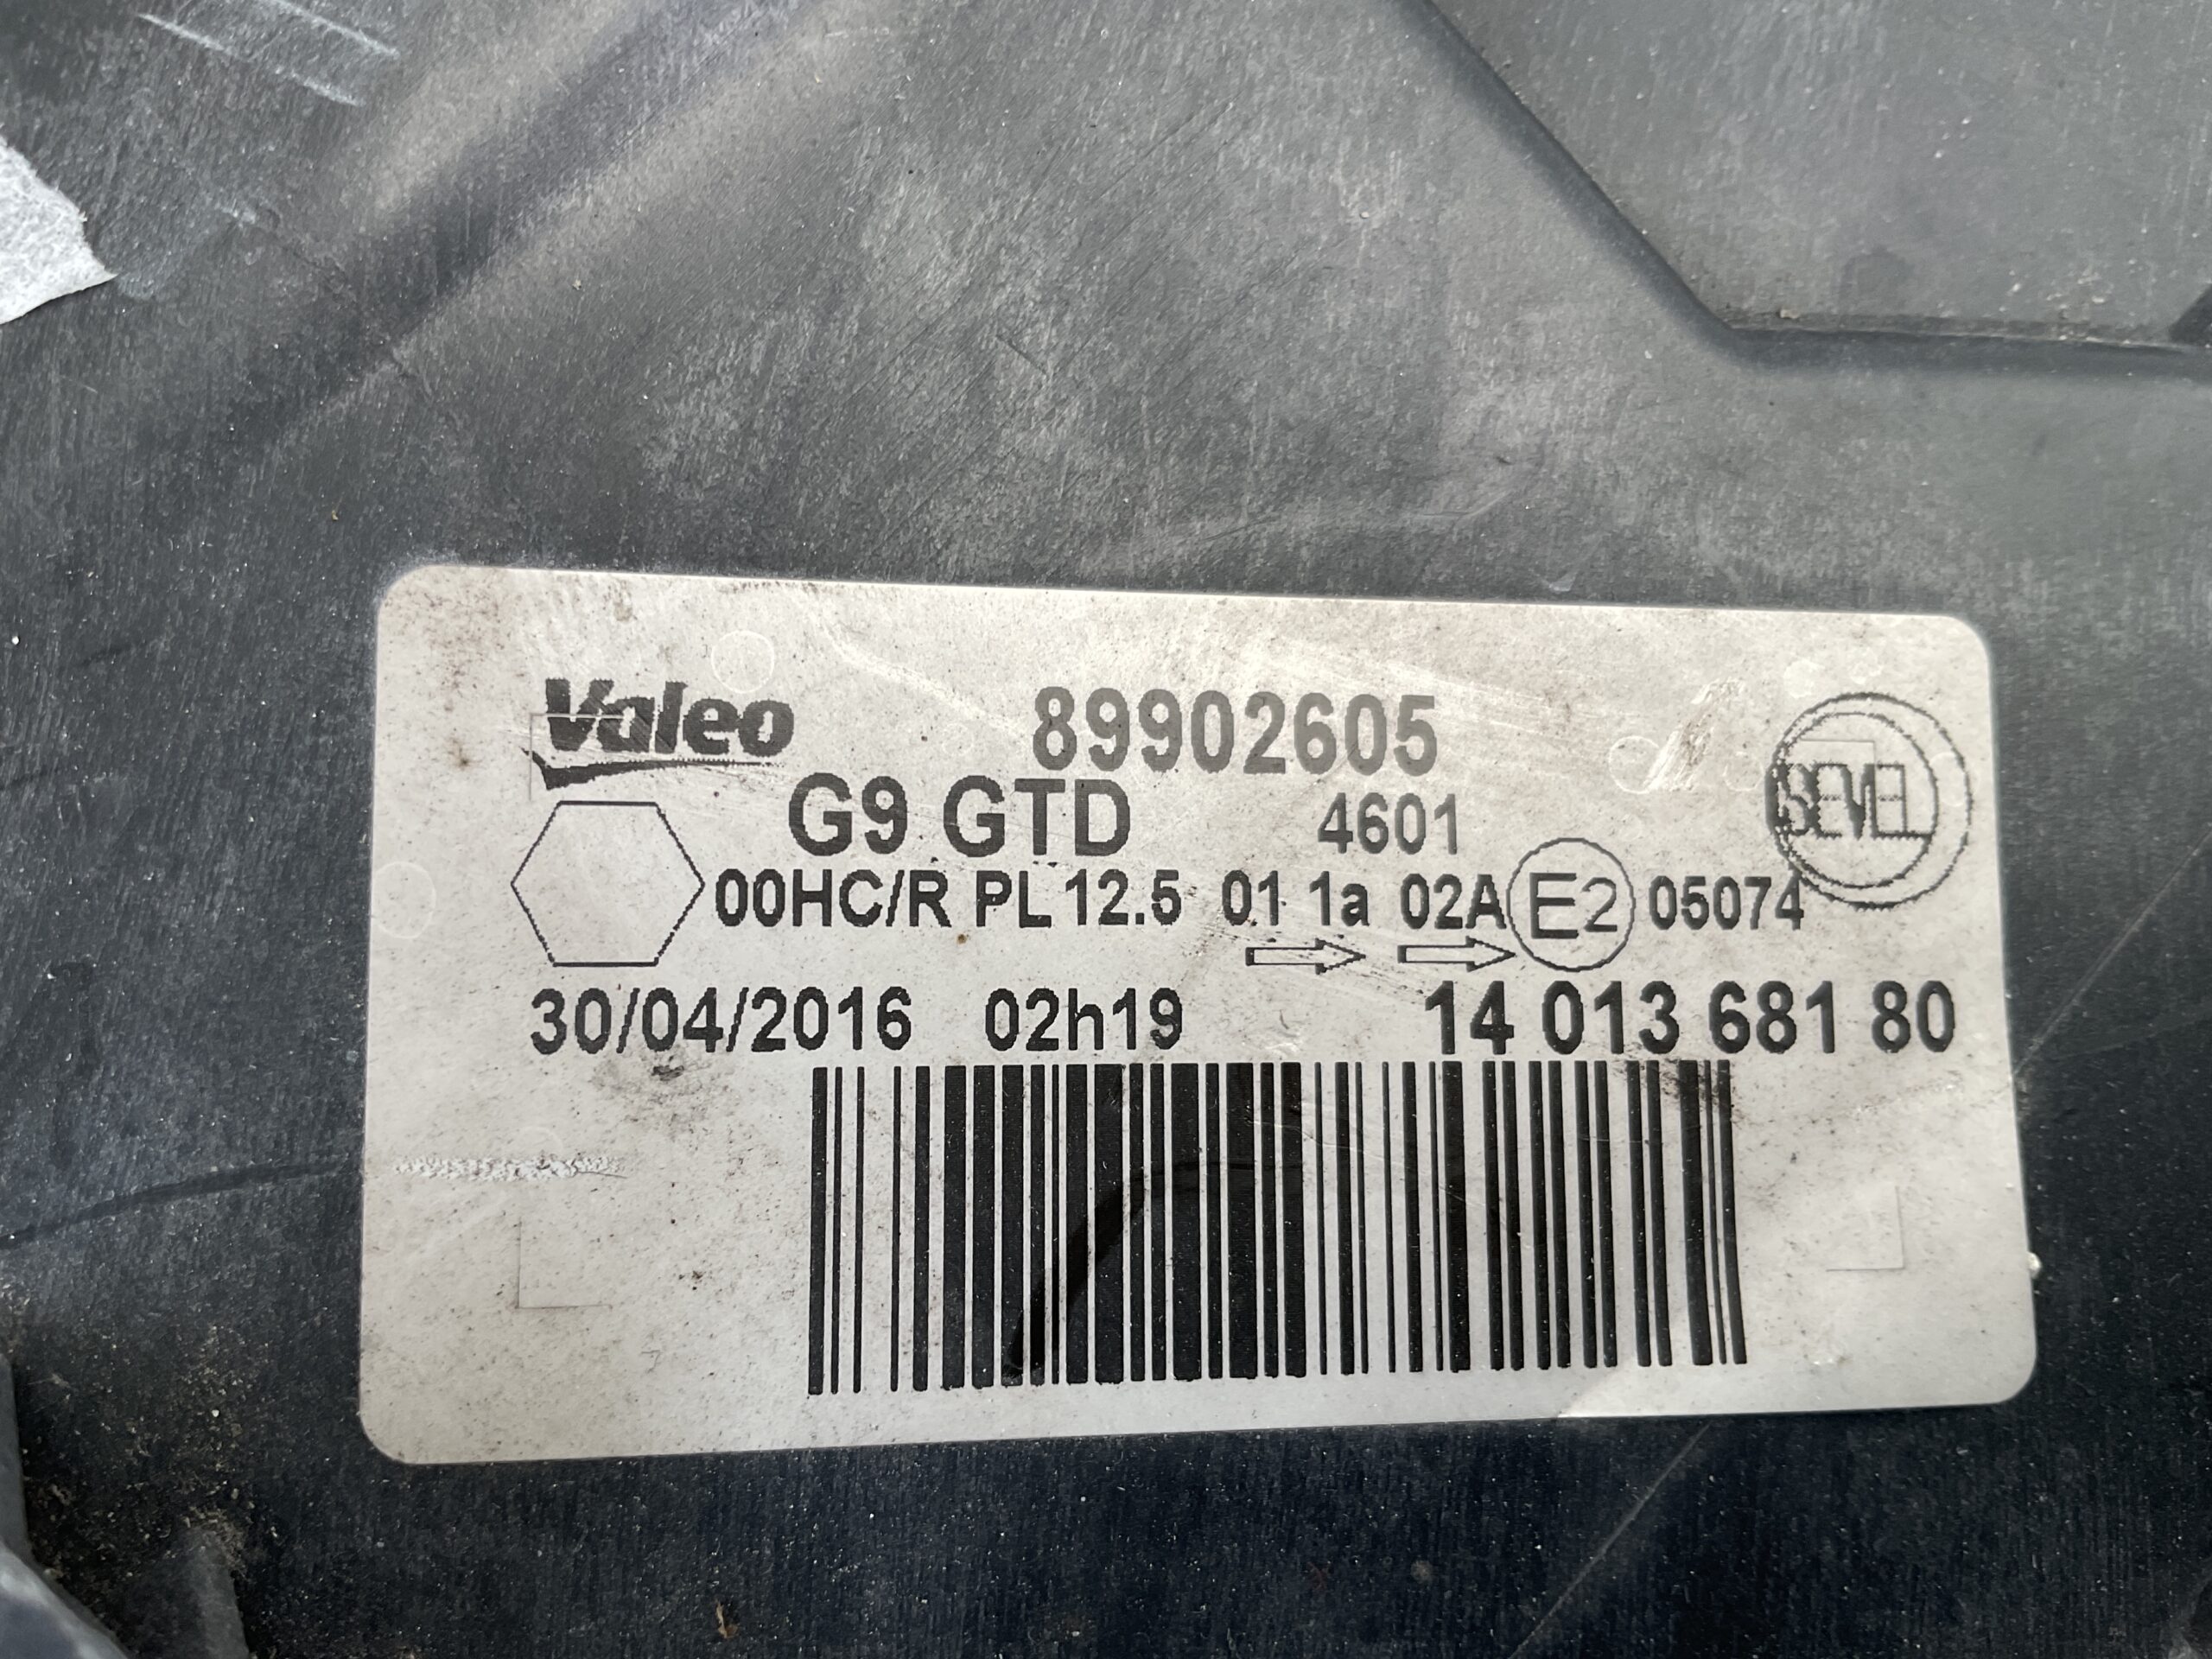 Valeo 89902605
G9 GTD 4601
SEVEL
00HC/R PL 12.5 01 1a 02A E2 05074
30/04/2016 02h19 14 013 681 80